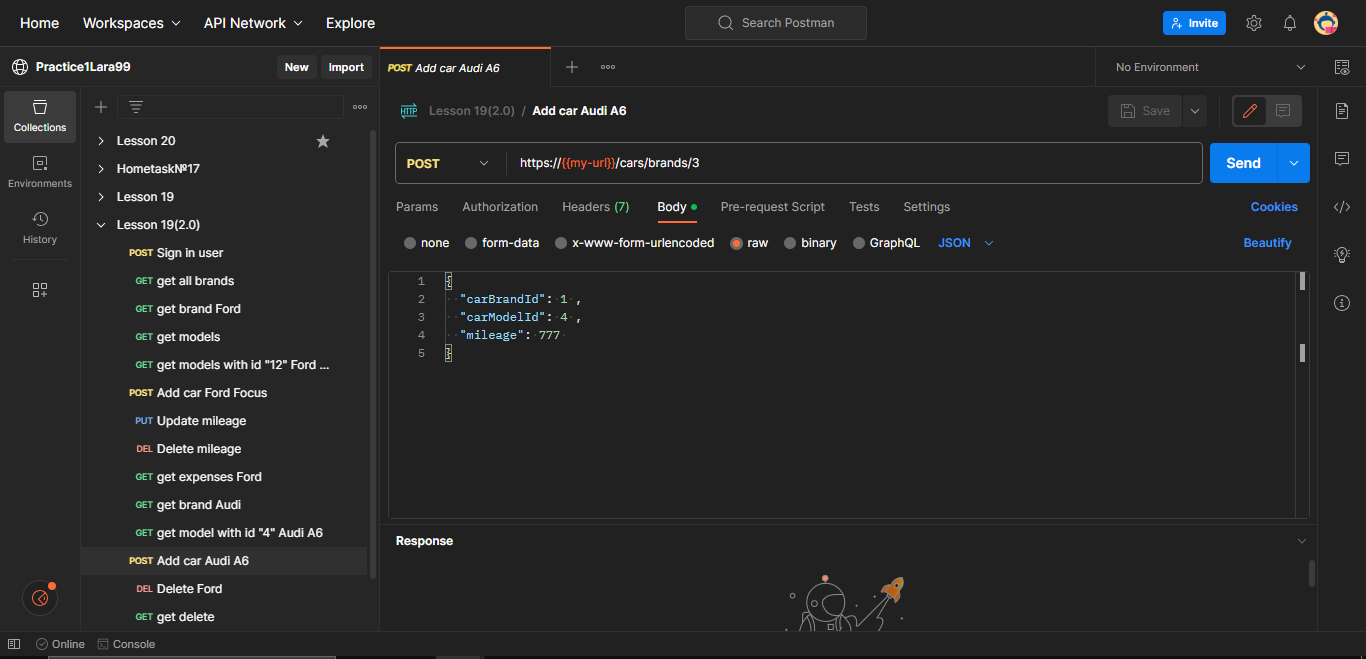 Home Workspaces API Network Explore Search Postman Invite
Practice1Lara99 New Import POST Add car Audi A6 No Environment
Collections
Environments
History
Lesson 20
Hometask№17
Lesson 19
Lesson 19(2.0)
POST Sign in user
GET get all brands
GET get brand Ford
GET get models
GET get models with id "12" Ford ...
POST Add car Ford Focus
PUT Update mileage
DEL Delete mileage
GET get expenses Ford
GET get brand Audi
GET get model with id "4" Audi A6
POST Add car Audi A6
DEL Delete Ford
GET get delete
HTTP Lesson 19(2.0) / Add car Audi A6 Save
POST https://{{my-url}}/cars/brands/3 Send
Params Authorization Headers (7) Body Pre-request Script Tests Settings Cookies
none form-data x-www-form-urlencoded raw binary GraphQL JSON Beautify
1 {
2 "carBrandId": 1 ,
3 "carModelId": 4 ,
4 "mileage": 777
5 }
Response
Online Console